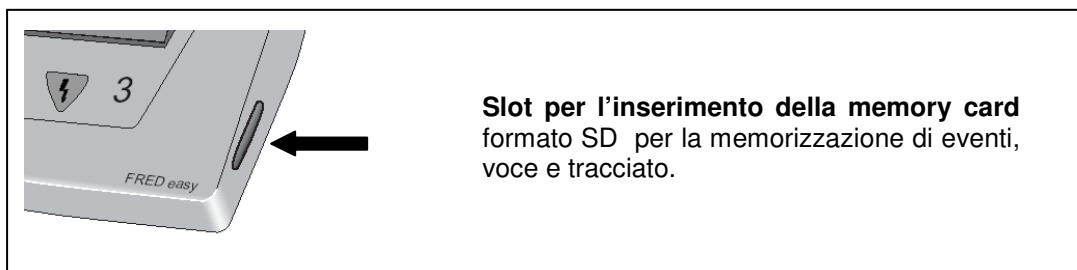 3
FRED easy
Slot per l'inserimento della memory card
formato SD per la memorizzazione di eventi,
voce e tracciato.